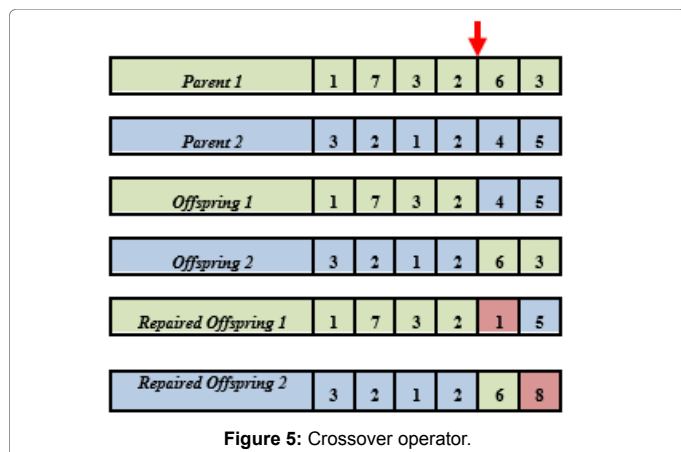 Parent 1 1 7 3 2 6 3
Parent 2 3 2 1 2 4 5
Offspring 1 1 7 3 2 4 5
Offspring 2 3 2 1 2 6 3
Repaired Offspring 1 1 7 3 2 1 5
Repaired Offspring 2 3 2 1 2 6 8
Figure 5: Crossover operator.